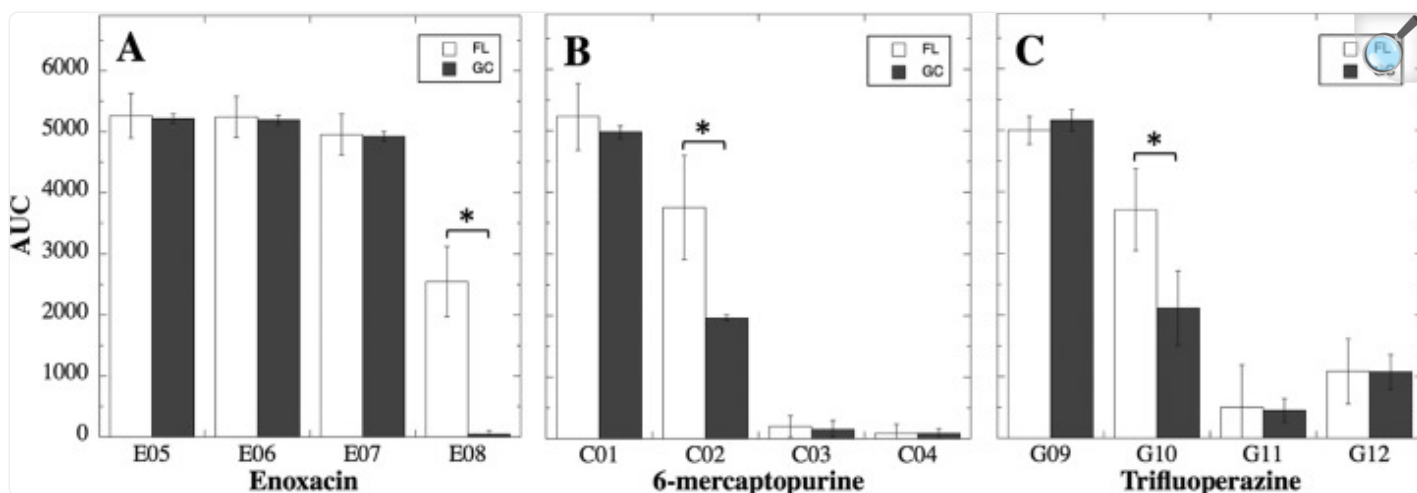 A
FL
GC
B
FL
GC
C
FL
AUC
6000
5000
4000
3000
2000
1000
0
*
*
*
E05 E06 E07 E08
C01 C02 C03 C04
G09 G10 G11 G12
Enoxacin
6-mercaptopurine
Trifluoperazine